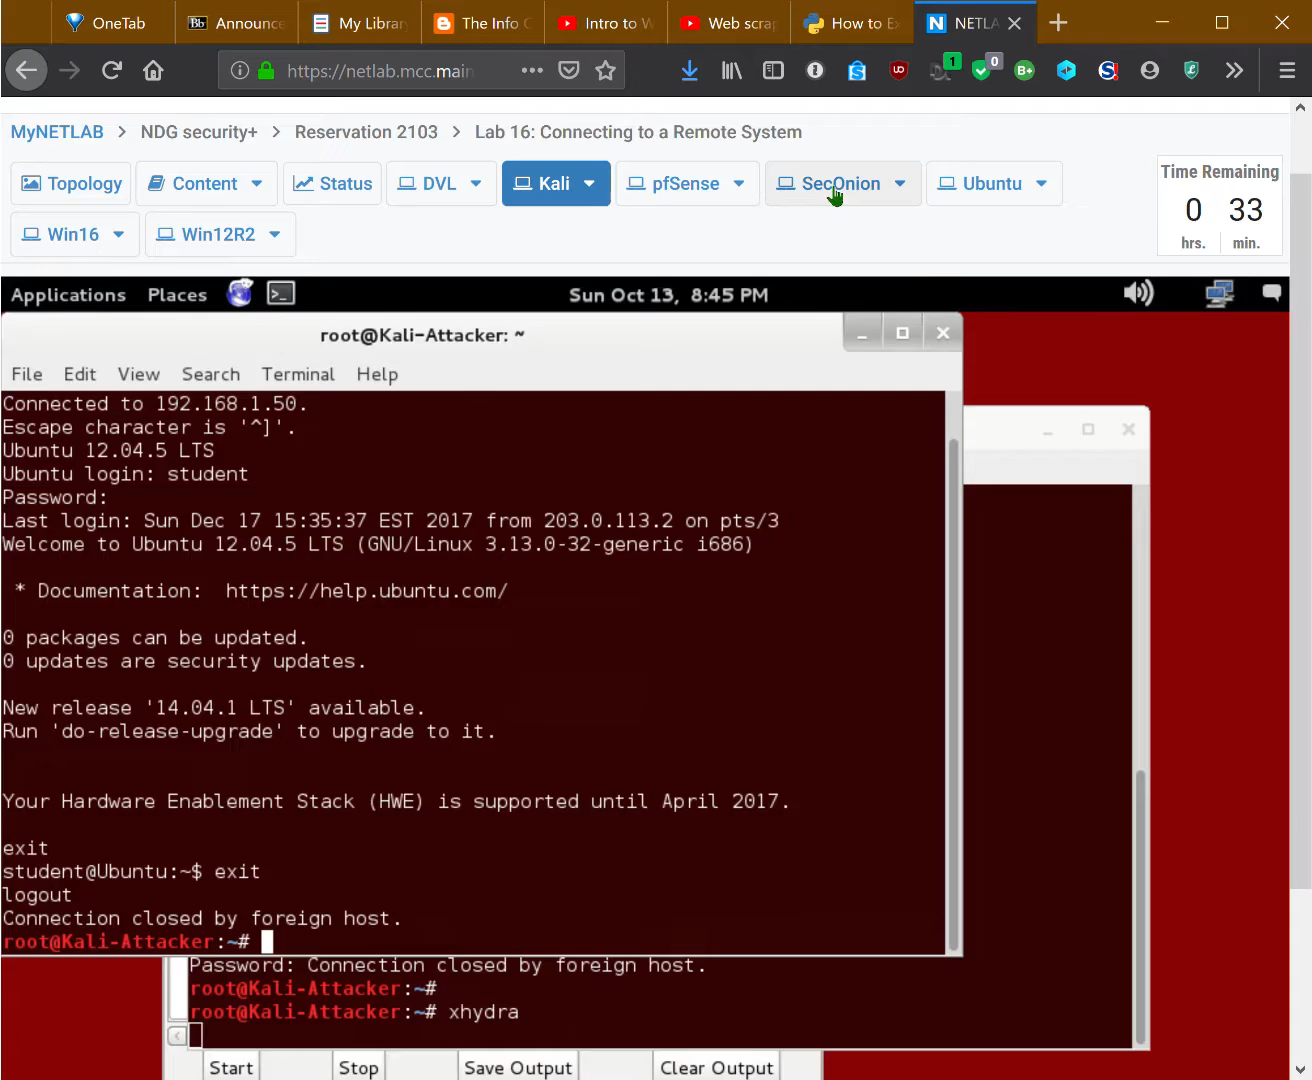 OneTab
Bb Announce
My Library
The Info C
Intro to W
Web scrap
How to Ex
N NETLA
https://netlab.mcc.main
1
0
B+
MyNETLAB > NDG security+ > Reservation 2103 > Lab 16: Connecting to a Remote System
Topology
Content
Status
DVL
Kali
pfSense
SecOnion
Ubuntu
Win16
Win12R2
Time Remaining
0 33
hrs. min.
Applications Places
Sun Oct 13, 8:45 PM
root@Kali-Attacker: ~
File Edit View Search Terminal Help
Connected to 192.168.1.50.
Escape character is '^]'.
Ubuntu 12.04.5 LTS
Ubuntu login: student
Password:
Last login: Sun Dec 17 15:35:37 EST 2017 from 203.0.113.2 on pts/3
Welcome to Ubuntu 12.04.5 LTS (GNU/Linux 3.13.0-32-generic i686)
* Documentation: https://help.ubuntu.com/
0 packages can be updated.
0 updates are security updates.
New release '14.04.1 LTS' available.
Run 'do-release-upgrade' to upgrade to it.
Your Hardware Enablement Stack (HWE) is supported until April 2017.
exit
student@Ubuntu:~$ exit
logout
Connection closed by foreign host.
root@Kali-Attacker:~#
Password: Connection closed by foreign host.
root@Kali-Attacker:~#
root@Kali-Attacker:~# xhydra
Start Stop Save Output Clear Output